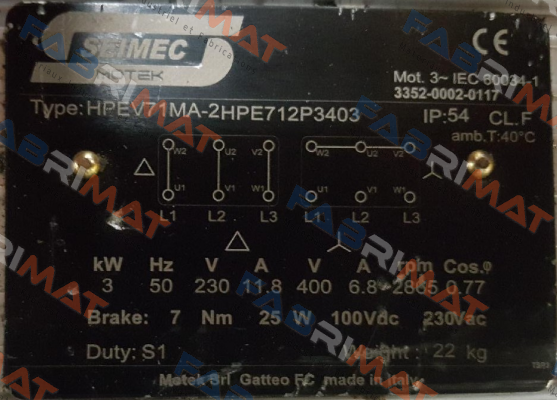 SEIMEC
MOTEK
CE
Mot. 3~ IEC 60034-1
3352-0002-0117
Type: HPEV71MA-2HPE712P3403 IP:54 CL.F
amb.T:40°C
W2 U2 V2 W2 U2 V2
U1 V1 W1 U1 V1 W1
L1 L2 L3 L1 L2 L3
kW Hz V A V A rpm Cos.φ
3 50 230 11.8 400 6.8 2865 0.77
Brake: 7 Nm 25 W 100Vdc 230Vac
Duty: S1 Weight: 22 kg
Motek Srl Gatteo FC made in Italy
FABRIMAT
FABRIMAT
FABRIMAT
FABRIMAT